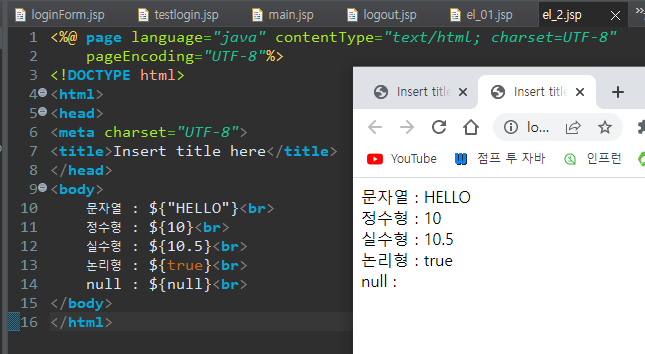 loginForm.jsp testlogin.jsp main.jsp logout.jsp el_01.jsp el_2.jsp
1 <%@ page language="java" contentType="text/html; charset=UTF-8"
2 pageEncoding="UTF-8"%>
3 <!DOCTYPE html>
4 <html>
5 <head>
6 <meta charset="UTF-8">
7 <title>Insert title here</title>
8 </head>
9 <body>
10 문자열 : ${"HELLO"}<br>
11 정수형 : ${10}<br>
12 실수형 : ${10.5}<br>
13 논리형 : ${true}<br>
14 null : ${null}<br>
15 </body>
16 </html>
Insert title Insert title
lo...
YouTube 점프 투 자바 인프런
문자열 : HELLO
정수형 : 10
실수형 : 10.5
논리형 : true
null :